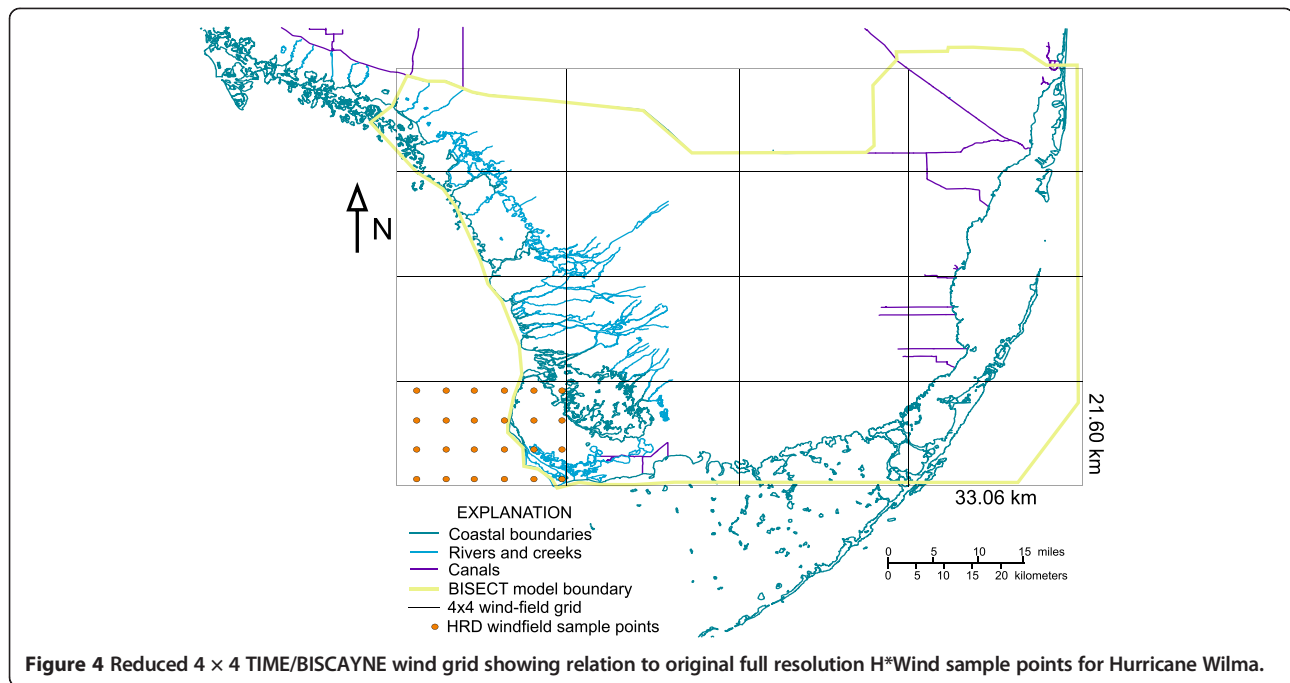 N
21.60 km
33.06 km
EXPLANATION
Coastal boundaries
Rivers and creeks
Canals
BISECT model boundary
4x4 wind-field grid
HRD windfield sample points
0 5 10 15 miles
0 5 10 15 20 kilometers
Figure 4 Reduced 4 × 4 TIME/BISCAYNE wind grid showing relation to original full resolution H*Wind sample points for Hurricane Wilma.